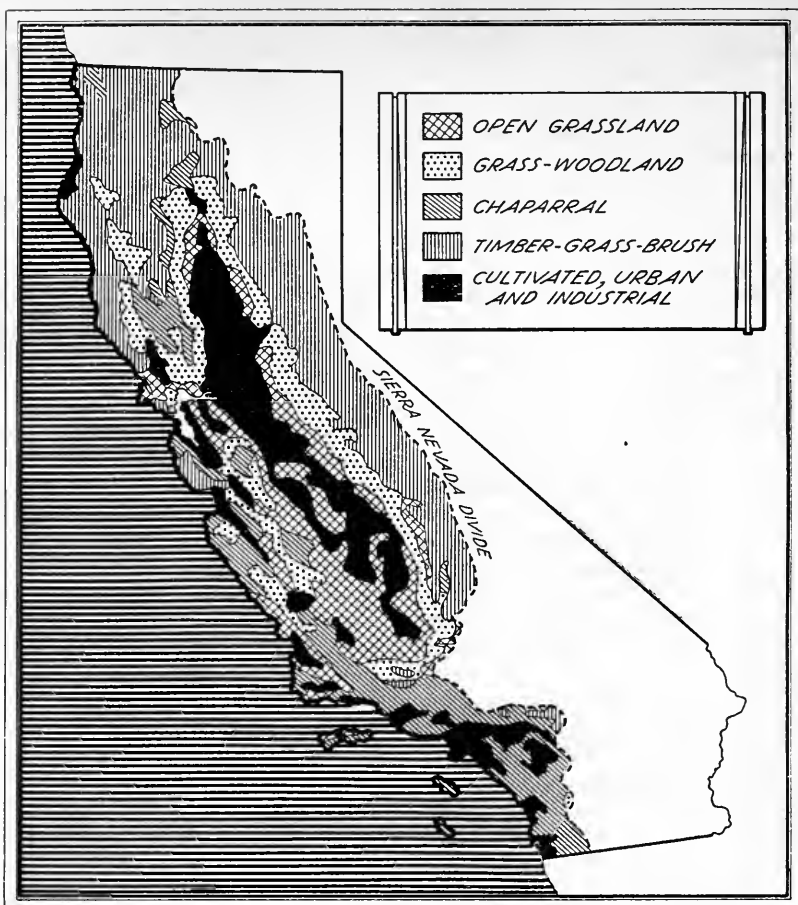 OPEN GRASSLAND
GRASS-WOODLAND
CHAPARRAL
TIMBER-GRASS-BRUSH
CULTIVATED, URBAN
AND INDUSTRIAL
SIERRA NEVADA DIVIDE